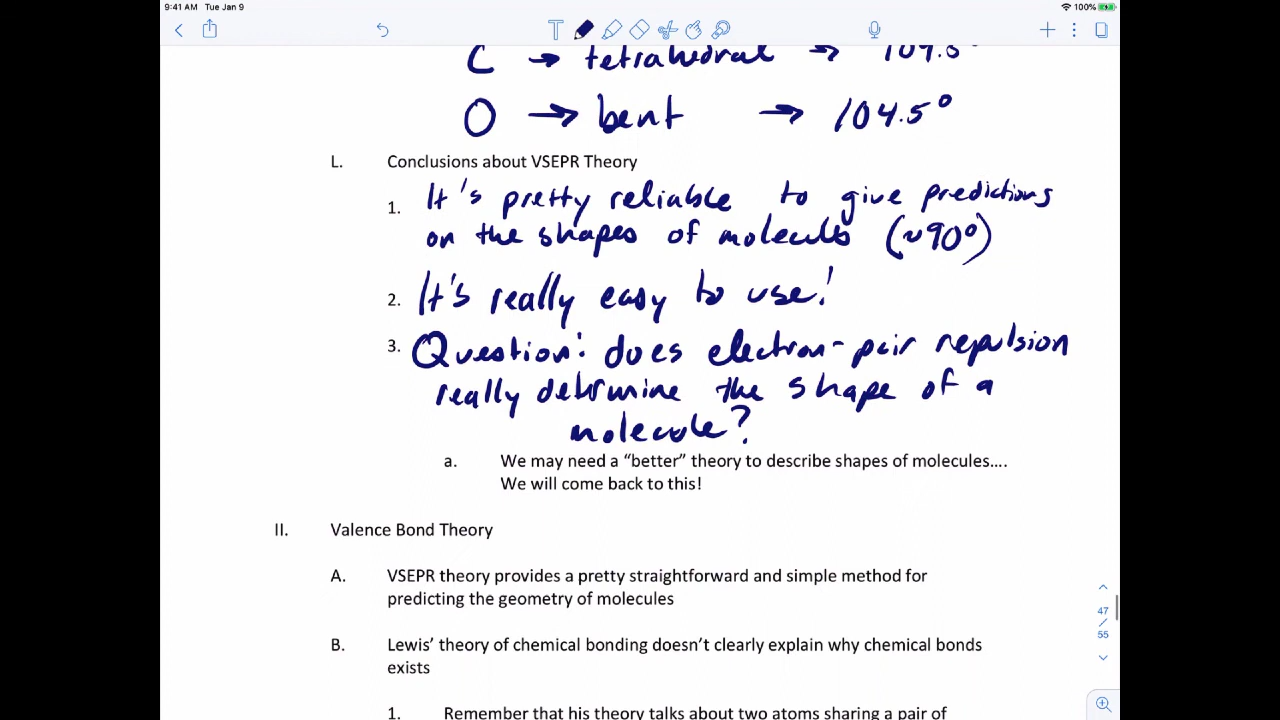 9:41 AM Tue Jan 9
100%
T
C → tetrahedral → 109.5°
O → bent → 104.5°
L. Conclusions about VSEPR Theory
1. It's pretty reliable to give predictions
on the shapes of molecules (~90°)
2. It's really easy to use!
3. Question: does electron-pair repulsion
really determine the shape of a
molecule?
a. We may need a “better” theory to describe shapes of molecules....
We will come back to this!
II. Valence Bond Theory
A. VSEPR theory provides a pretty straightforward and simple method for
predicting the geometry of molecules
47
/
55
B. Lewis’ theory of chemical bonding doesn’t clearly explain why chemical bonds
exists
1. Remember that his theory talks about two atoms sharing a pair of